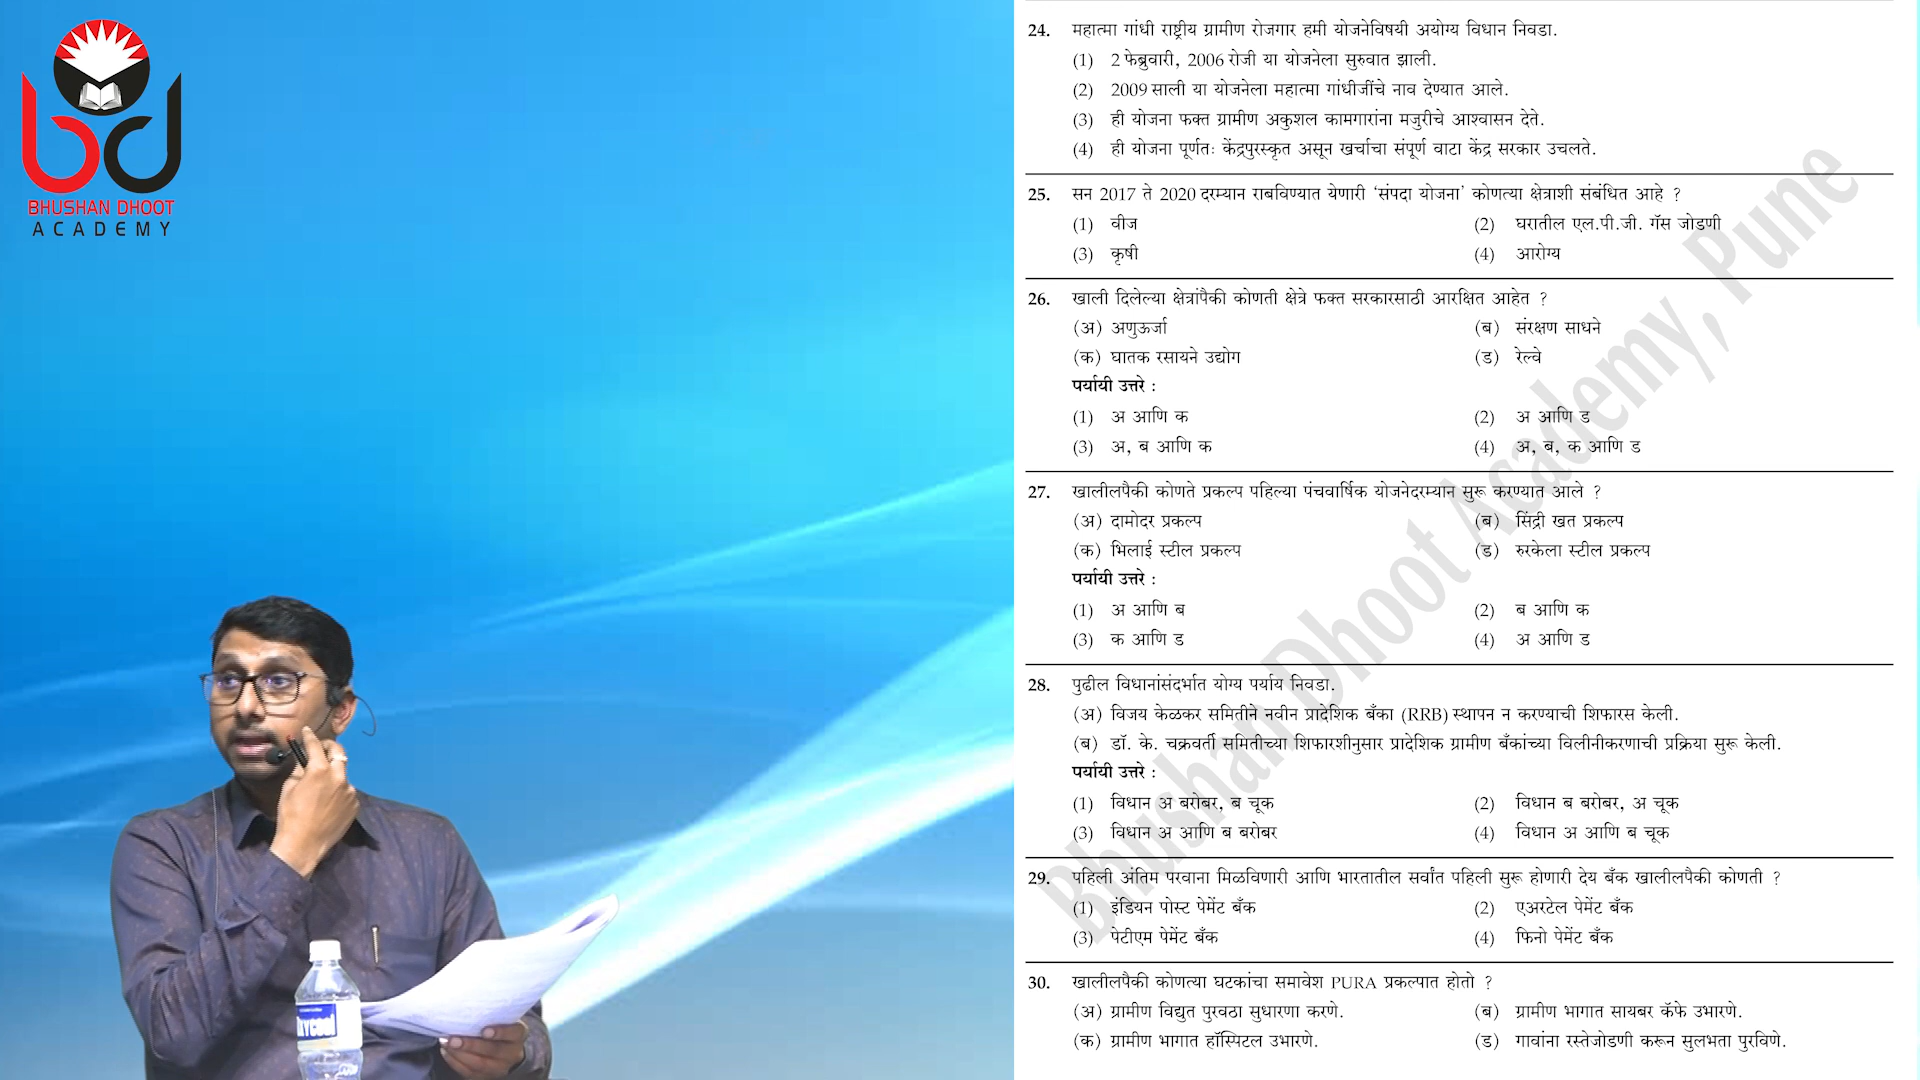 BHUSHAN DHOOT
ACADEMY
24. महात्मा गांधी राष्ट्रीय ग्रामीण रोजगार हमी योजनेविषयी अयोग्य विधान निवडा.
(1) 2 फेब्रुवारी, 2006 रोजी या योजनेला सुरुवात झाली.
(2) 2009 साली या योजनेला महात्मा गांधीजींचे नाव देण्यात आले.
(3) ही योजना फक्त ग्रामीण अकुशल कामगारांना मजुरीचे आश्वासन देते.
(4) ही योजना पूर्णतः केंद्रपुरस्कृत असून खर्चाचा संपूर्ण वाटा केंद्र सरकार उचलते.
25. सन 2017 ते 2020 दरम्यान राबविण्यात येणारी ‘संपदा योजना’ कोणत्या क्षेत्राशी संबंधित आहे ?
(1) वीज (2) घरातील एल.पी.जी. गॅस जोडणी
(3) कृषी (4) आरोग्य
26. खाली दिलेल्या क्षेत्रांपैकी कोणती क्षेत्रे फक्त सरकारसाठी आरक्षित आहेत ?
(अ) अणुऊर्जा (ब) संरक्षण साधने
(क) घातक रसायने उद्योग (ड) रेल्वे
पर्यायी उत्तरे :
(1) अ आणि क (2) अ आणि ड
(3) अ, ब आणि क (4) अ, ब, क आणि ड
27. खालीलपैकी कोणते प्रकल्प पहिल्या पंचवार्षिक योजनेदरम्यान सुरू करण्यात आले ?
(अ) दामोदर प्रकल्प (ब) सिंद्री खत प्रकल्प
(क) भिलाई स्टील प्रकल्प (ड) रुरकेला स्टील प्रकल्प
पर्यायी उत्तरे :
(1) अ आणि ब (2) ब आणि क
(3) क आणि ड (4) अ आणि ड
28. पुढील विधानांसंदर्भात योग्य पर्याय निवडा.
(अ) विजय केळकर समितीने नवीन प्रादेशिक बँका (RRB) स्थापन न करण्याची शिफारस केली.
(ब) डॉ. के. चक्रवर्ती समितीच्या शिफारशीनुसार प्रादेशिक ग्रामीण बँकांच्या विलीनीकरणाची प्रक्रिया सुरू केली.
पर्यायी उत्तरे :
(1) विधान अ बरोबर, ब चूक (2) विधान ब बरोबर, अ चूक
(3) विधान अ आणि ब बरोबर (4) विधान अ आणि ब चूक
29. पहिली अंतिम परवाना मिळविणारी आणि भारतातील सर्वांत पहिली सुरू होणारी देय बँक खालीलपैकी कोणती ?
(1) इंडियन पोस्ट पेमेंट बँक (2) एअरटेल पेमेंट बँक
(3) पेटीएम पेमेंट बँक (4) फिनो पेमेंट बँक
30. खालीलपैकी कोणत्या घटकांचा समावेश PURA प्रकल्पात होतो ?
(अ) ग्रामीण विद्युत पुरवठा सुधारणा करणे. (ब) ग्रामीण भागात सायबर कॅफे उभारणे.
(क) ग्रामीण भागात हॉस्पिटल उभारणे. (ड) गावांना रस्तेजोडणी करून सुलभता पुरविणे.
Bhushan Dhoot Academy, Pune